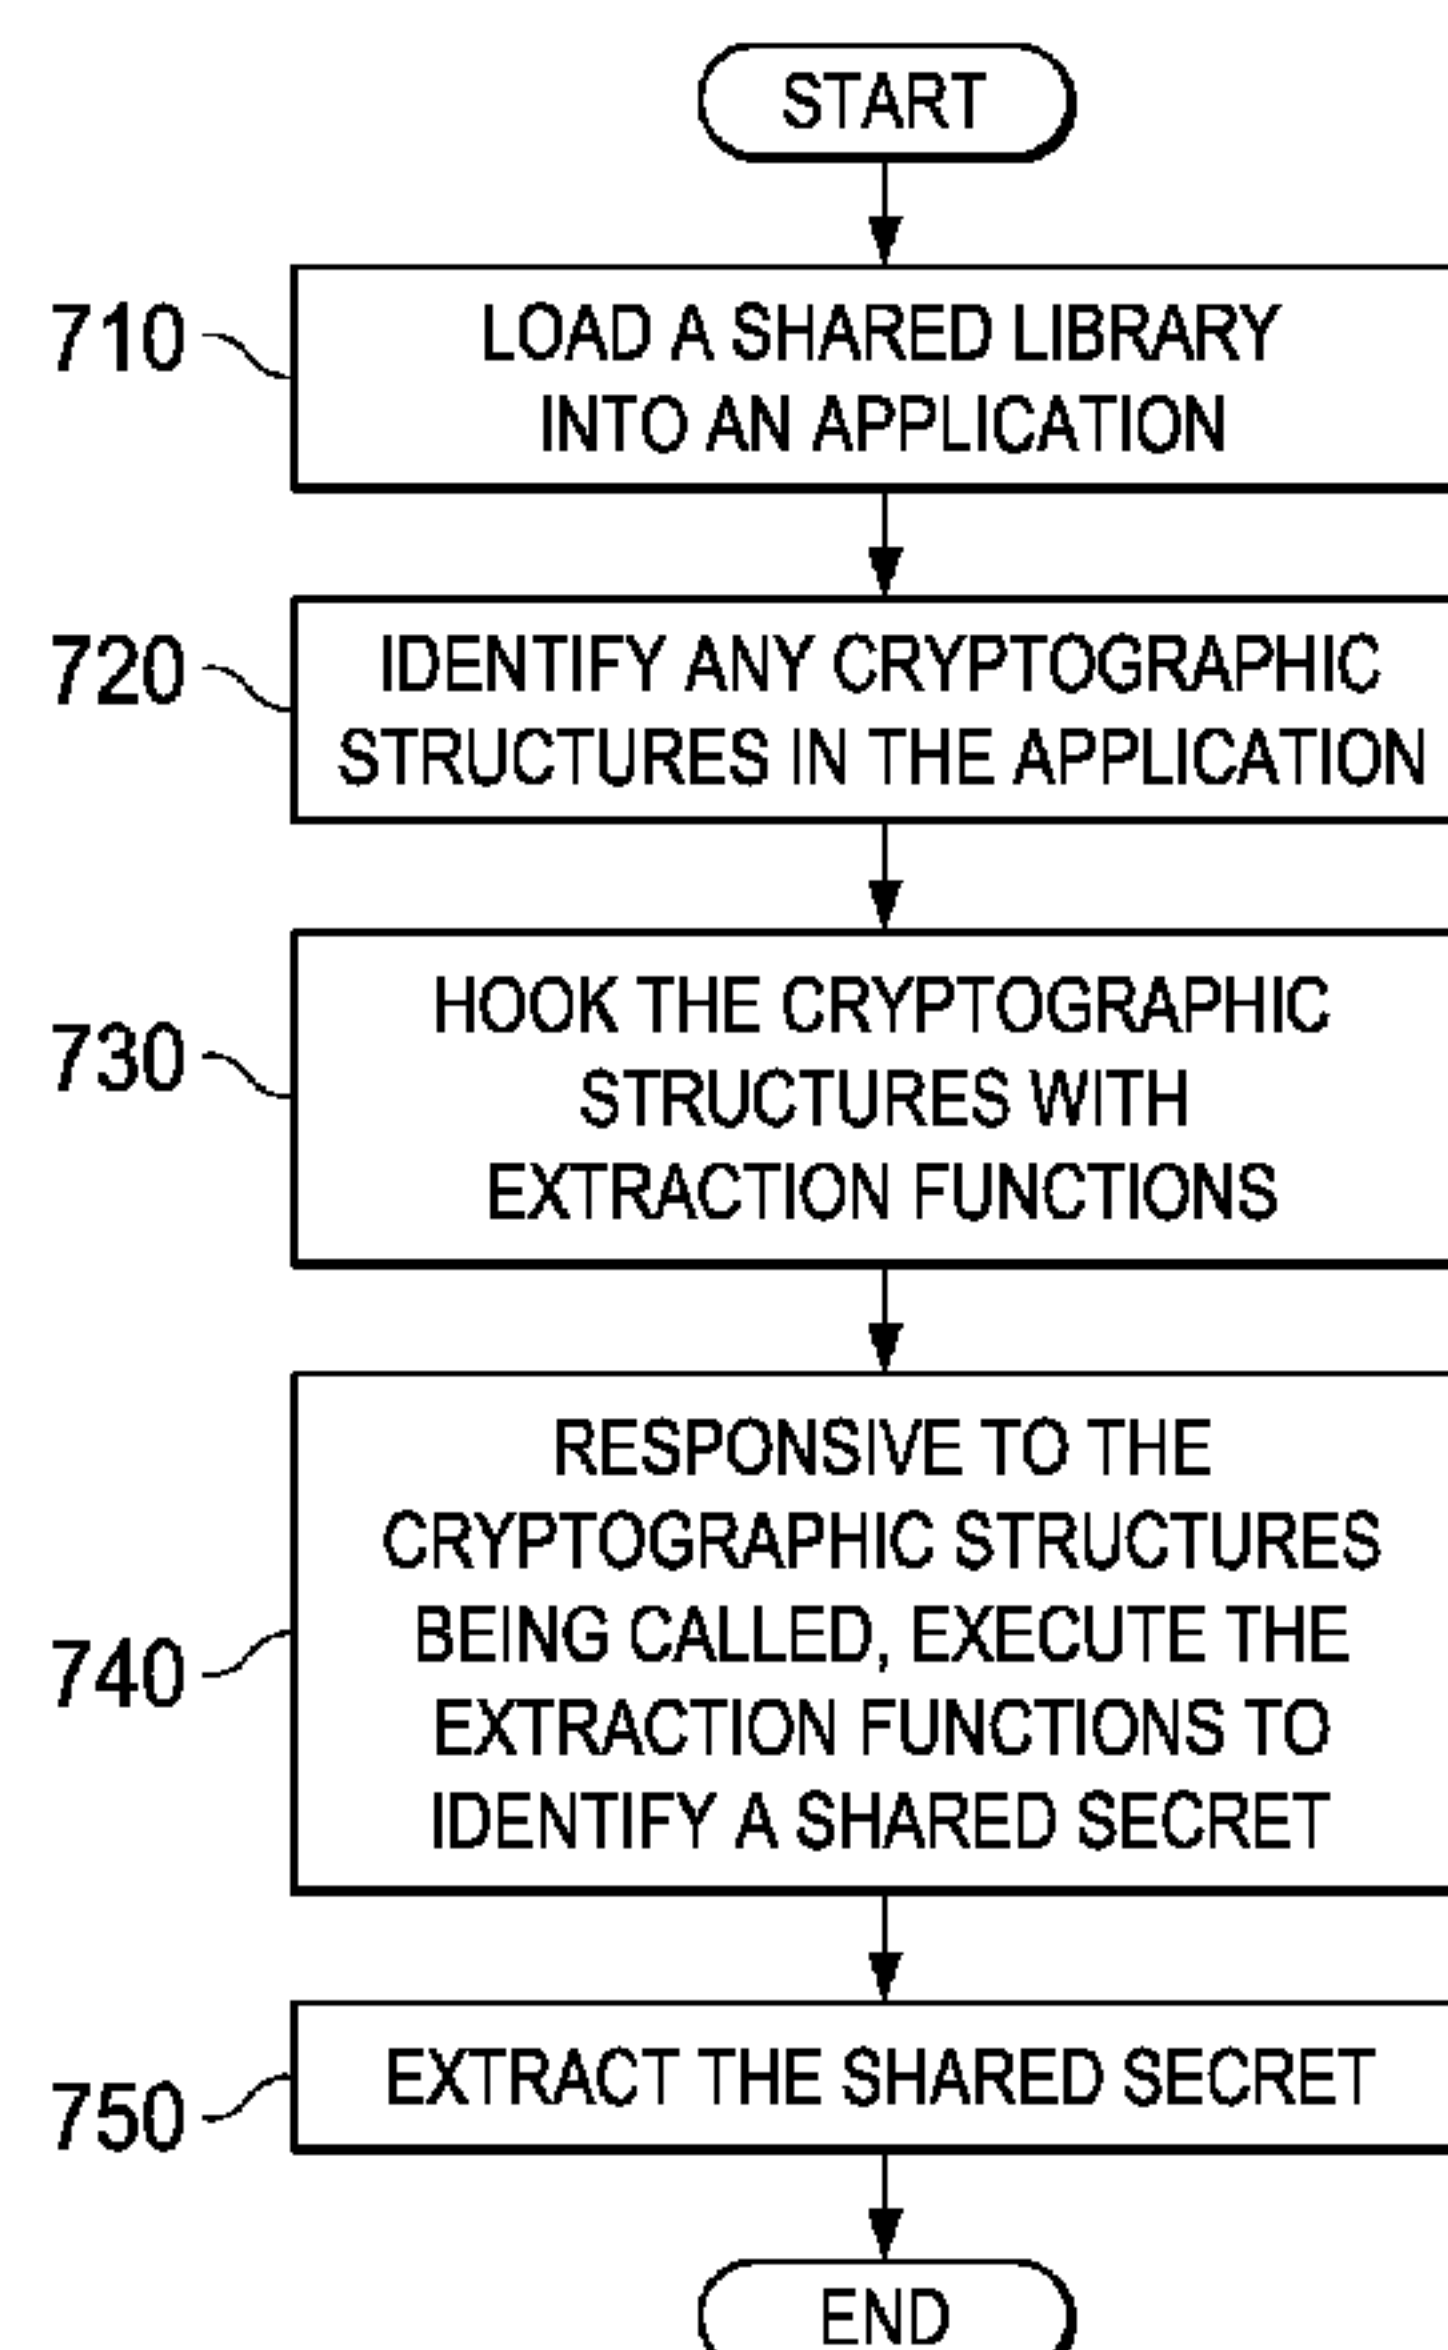 START
710
LOAD A SHARED LIBRARY
INTO AN APPLICATION
720
IDENTIFY ANY CRYPTOGRAPHIC
STRUCTURES IN THE APPLICATION
730
HOOK THE CRYPTOGRAPHIC
STRUCTURES WITH
EXTRACTION FUNCTIONS
740
RESPONSIVE TO THE
CRYPTOGRAPHIC STRUCTURES
BEING CALLED, EXECUTE THE
EXTRACTION FUNCTIONS TO
IDENTIFY A SHARED SECRET
750
EXTRACT THE SHARED SECRET
END